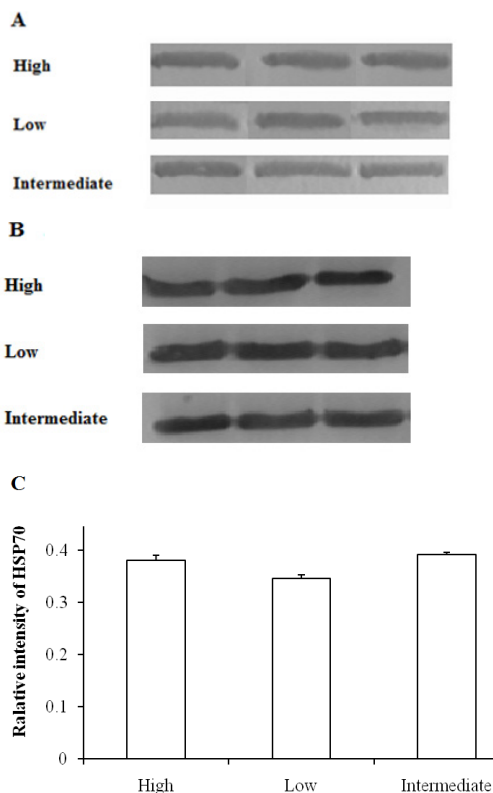 A
High
Low
Intermediate
B
High
Low
Intermediate
C
Ralative intensity of HSP70
0.4
0.3
0.2
0.1
0
High Low Intermediate